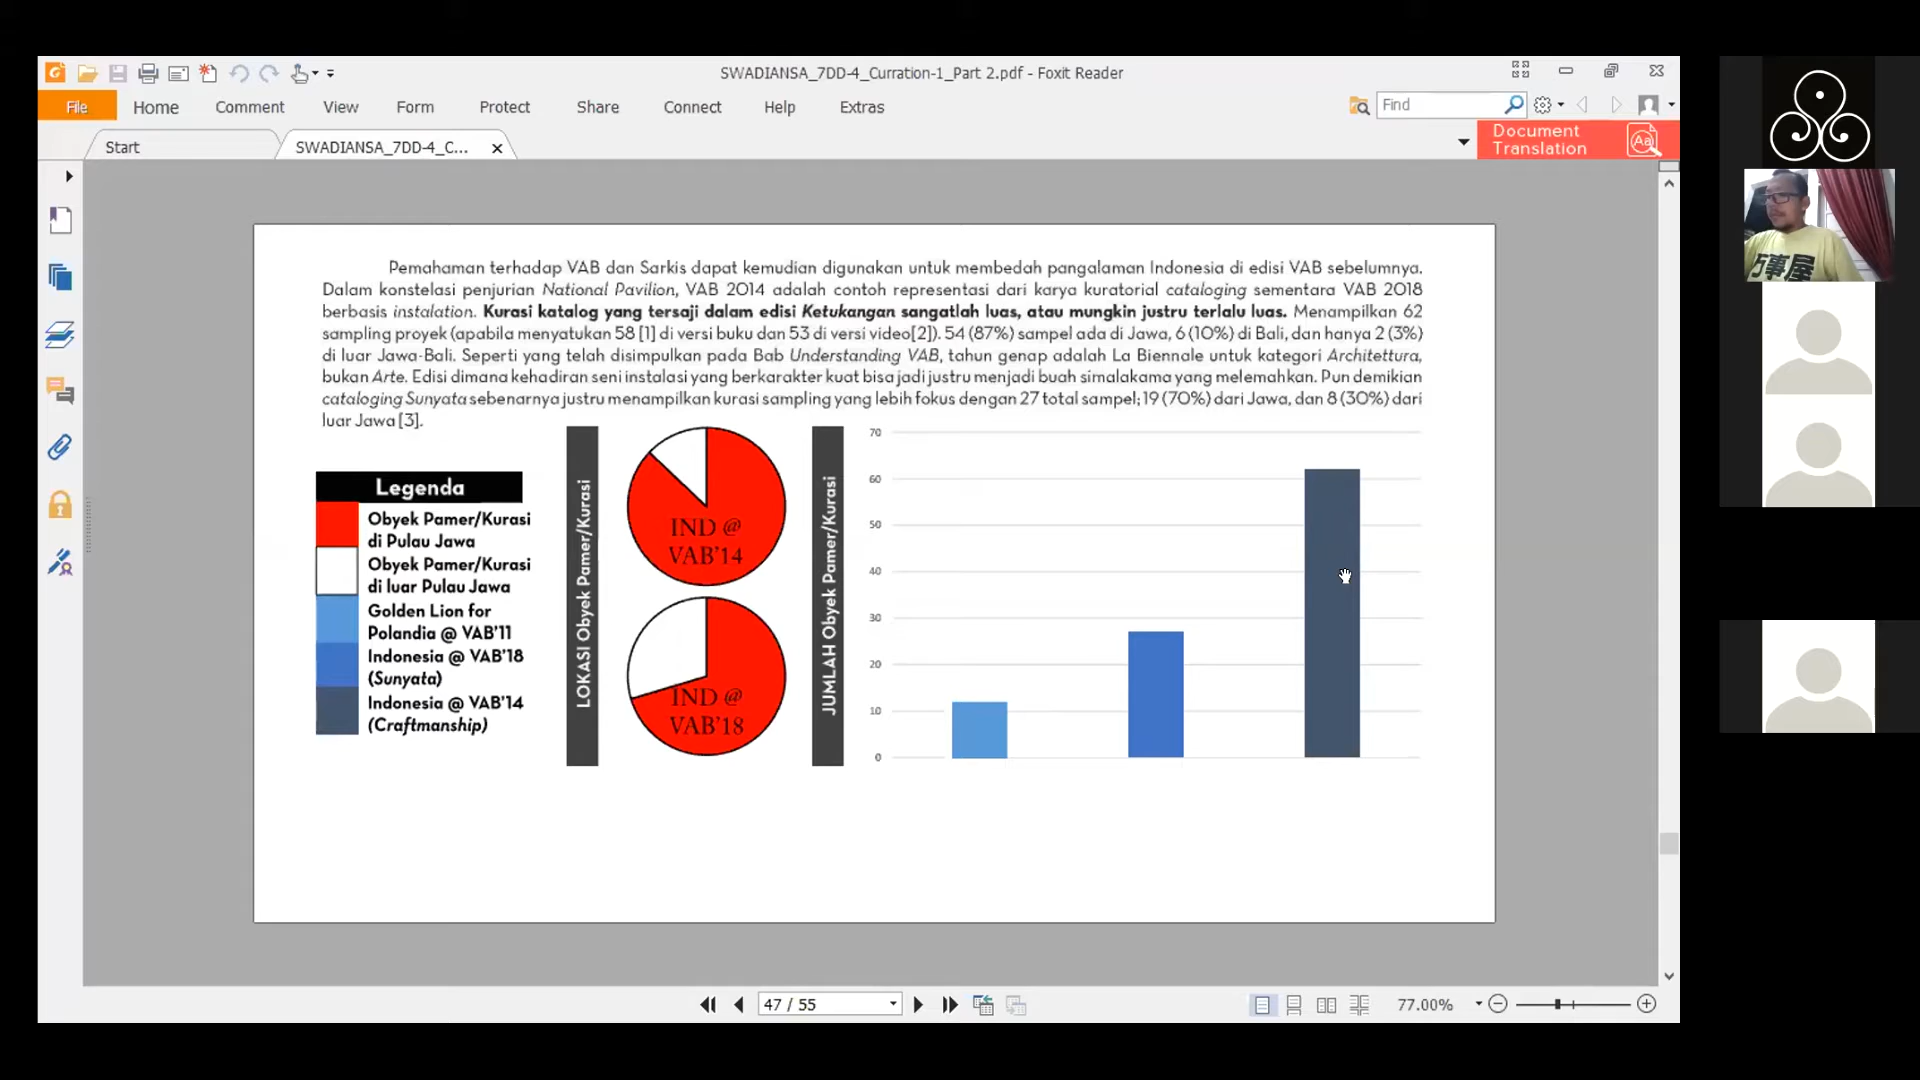 SWADIANSA_7DD-4_Curration-1_Part 2.pdf - Foxit Reader
File Home Comment View Form Protect Share Connect Help Extras
Find
Start
SWADIANSA_7DD-4_C...
Document
Translation
Pemahaman terhadap VAB dan Sarkis dapat kemudian digunakan untuk membedah pangalaman Indonesia di edisi VAB sebelumnya.
Dalam konstelasi penjurian National Pavilion, VAB 2014 adalah contoh representasi dari karya kuratorial cataloging sementara VAB 2018
berbasis instalation. Kurasi katalog yang tersaji dalam edisi Ketukangan sangatlah luas, atau mungkin justru terlalu luas. Menampilkan 62
sampling proyek (apabila menyatukan 58 [1] di versi buku dan 53 di versi video[2]). 54 (87%) sampel ada di Jawa, 6 (10%) di Bali, dan hanya 2 (3%)
di luar Jawa-Bali. Seperti yang telah disimpulkan pada Bab Understanding VAB, tahun genap adalah La Biennale untuk kategori Architettura,
bukan Arte. Edisi dimana kehadiran seni instalasi yang berkarakter kuat bisa jadi justru menjadi buah simalakama yang melemahkan. Pun demikian
cataloging Sunyata sebenarnya justru menampilkan kurasi sampling yang lebih fokus dengan 27 total sampel; 19 (70%) dari Jawa, dan 8 (30%) dari
luar Jawa [3].
Legenda
Obyek Pamer/Kurasi
di Pulau Jawa
Obyek Pamer/Kurasi
di luar Pulau Jawa
Golden Lion for
Polandia @ VAB'11
Indonesia @ VAB'18
(Sunyata)
Indonesia @ VAB'14
(Craftmanship)
LOKASI Obyek Pamer/Kurasi
IND @
VAB'14
IND @
VAB'18
JUMLAH Obyek Pamer/Kurasi
70
60
50
40
30
20
10
0
47 / 55
77.00%
万事屋